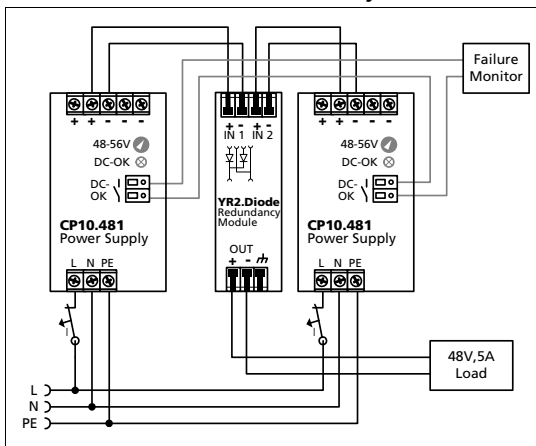 Failure
Monitor
+ + - - -
48-56V
DC-OK
DC-
OK
CP10.481
Power Supply
L N PE
+ - + -
IN 1 IN 2
YR2.Diode
Redundancy
Module
OUT
+ -
+ + - - -
48-56V
DC-OK
DC-
OK
CP10.481
Power Supply
L N PE
I
I
48V,5A
Load
L
N
PE